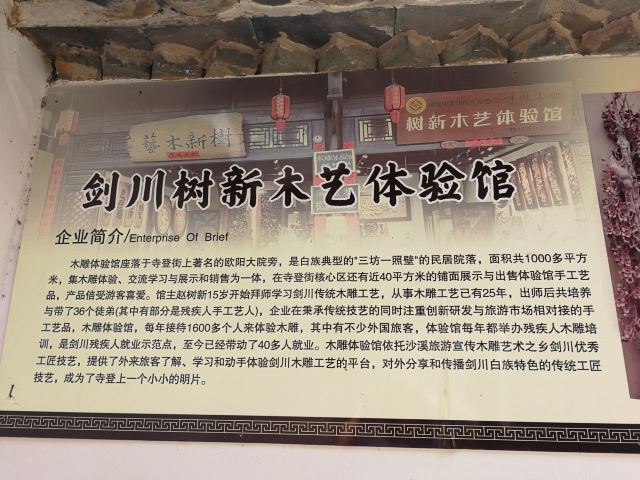 藝木新樹
树新木艺体验馆
剑川树新木艺体验馆
企业简介/Enterprise Of Brief
木雕体验馆座落于寺登街上著名的欧阳大院旁，是白族典型的"三坊一照壁"的民居院落，面积共1000多平方
米，集木雕体验、交流学习与展示和销售为一体，在寺登街核心区还有近40平方米的铺面展示与出售体验馆手工艺
品，产品倍受游客喜爱。馆主赵树新15岁开始拜师学习剑川传统木雕工艺，从事木雕工艺已有25年，出师后共培养
与带了36个徒弟(其中有部分是残疾人手工艺人)，企业在秉承传统技艺的同时注重创新研发与旅游市场相对接的手
工艺品，木雕体验馆，每年接待1600多个人来体验木雕，其中有不少外国旅客，体验馆每年都举办残疾人木雕培
训，是剑川残疾人就业示范点，至今已经带动了40多人就业。木雕体验馆依托沙溪旅游宣传木雕艺术之乡剑川优秀
工匠技艺，提供了外来旅客了解、学习和动手体验剑川木雕工艺的平台，对外分享和传播剑川白族特色的传统工匠
技艺，成为了寺登上一个小小的明片。